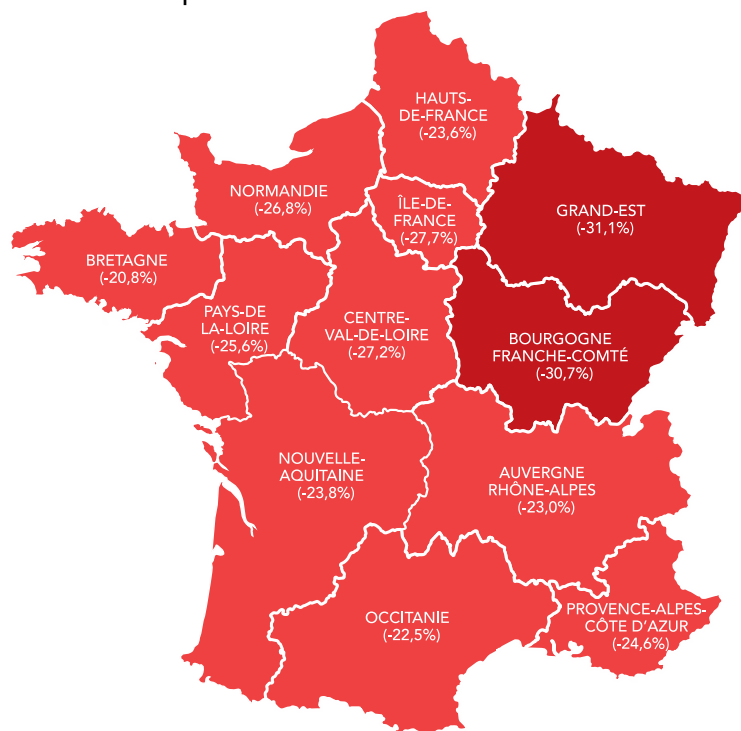 HAUTS-
DE-FRANCE
(-23,6%)
NORMANDIE
(-26,8%)
ÎLE-DE-
FRANCE
(-27,7%)
GRAND-EST
(-31,1%)
BRETAGNE
(-20,8%)
PAYS-DE
LA-LOIRE
(-25,6%)
CENTRE-
VAL-DE-LOIRE
(-27,2%)
BOURGOGNE
FRANCHE-COMTÉ
(-30,7%)
NOUVELLE-
AQUITAINE
(-23,8%)
AUVERGNE
RHÔNE-ALPES
(-23,0%)
OCCITANIE
(-22,5%)
PROVENCE-ALPES-
CÔTE D'AZUR
(-24,6%)